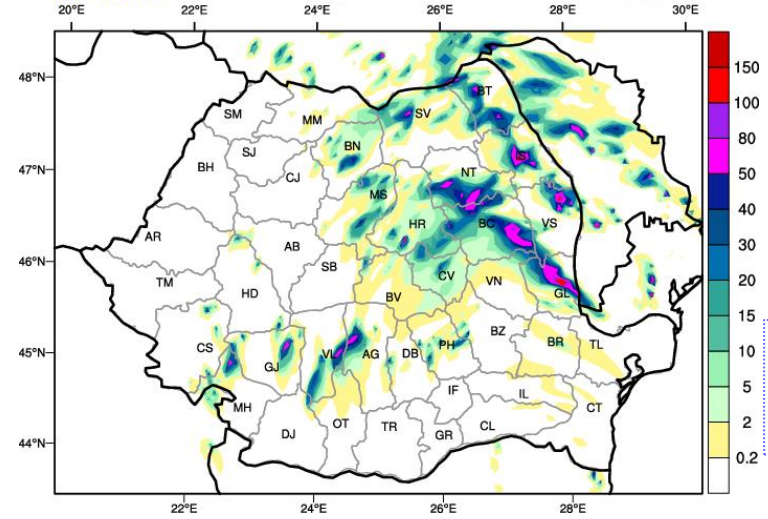 20°E 22°E 24°E 26°E 28°E 30°E
48°N
BT
SM
MM
SV
SJ
BN
IS
47°N
BH
CJ
NT
MS
HR
BC
VS
AR
AB
46°N
SB
CV
TM
HD
BV
VN
GL
CS
VL
AG
DB
PH
BZ
BR
TL
45°N
GJ
IF
IL
CT
MH
OT
TR
GR
CL
DJ
44°N
22°E 24°E 26°E 28°E
150
100
80
50
40
30
20
15
10
5
2
0.2